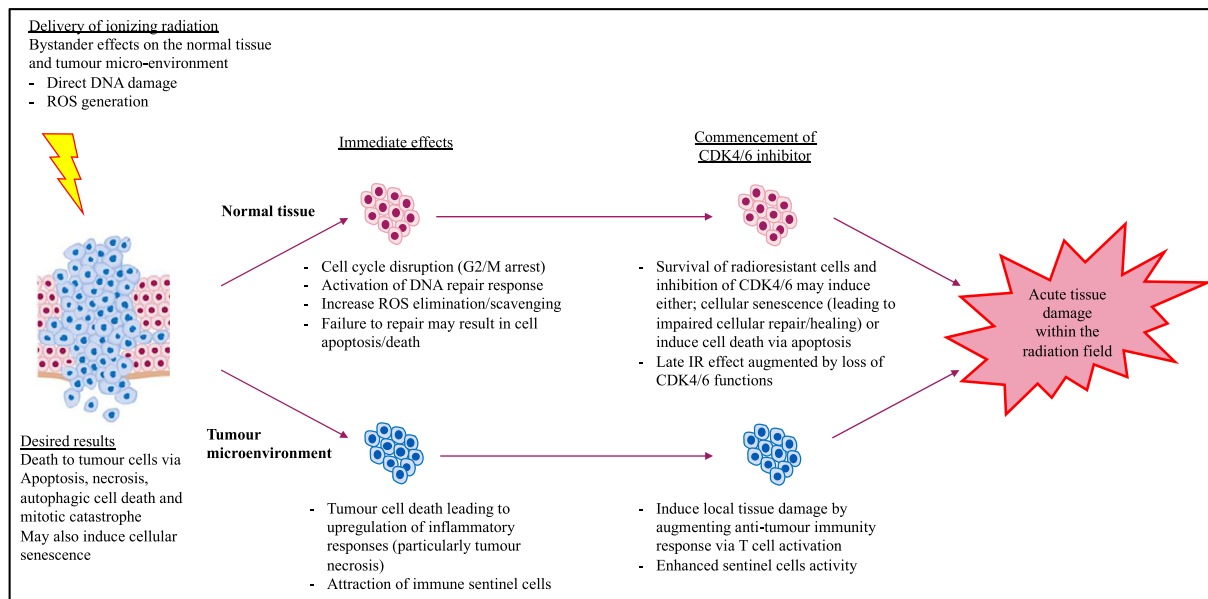 Delivery of ionizing radiation
Bystander effects on the normal tissue
and tumour micro-environment
- Direct DNA damage
- ROS generation
Immediate effects
Commencement of
CDK4/6 inhibitor
Normal tissue
- Cell cycle disruption (G2/M arrest)
- Activation of DNA repair response
- Increase ROS elimination/scavenging
- Failure to repair may result in cell
apoptosis/death
- Survival of radioresistant cells and
inhibition of CDK4/6 may induce
either; cellular senescence (leading to
impaired cellular repair/healing) or
induce cell death via apoptosis
- Late IR effect augmented by loss of
CDK4/6 functions
Acute tissue
damage
within the
radiation field
Desired results
Death to tumour cells via
Apoptosis, necrosis,
autophagic cell death and
mitotic catastrophe
May also induce cellular
senescence
Tumour
microenvironment
- Tumour cell death leading to
upregulation of inflammatory
responses (particularly tumour
necrosis)
- Attraction of immune sentinel cells
- Induce local tissue damage by
augmenting anti-tumour immunity
response via T cell activation
- Enhanced sentinel cells activity